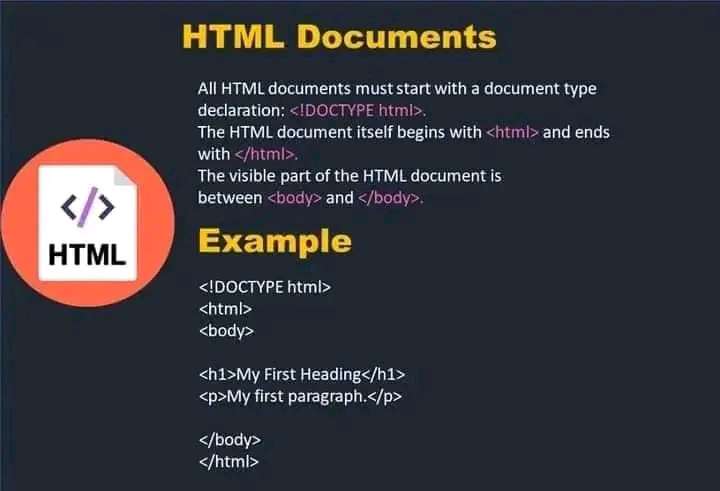 HTML Documents
All HTML documents must start with a document type
declaration: <!DOCTYPE html>.
The HTML document itself begins with <html> and ends
with </html>.
The visible part of the HTML document is
between <body> and </body>.
</>
HTML
Example
<!DOCTYPE html>
<html>
<body>
<h1>My First Heading</h1>
<p>My first paragraph.</p>
</body>
</html>